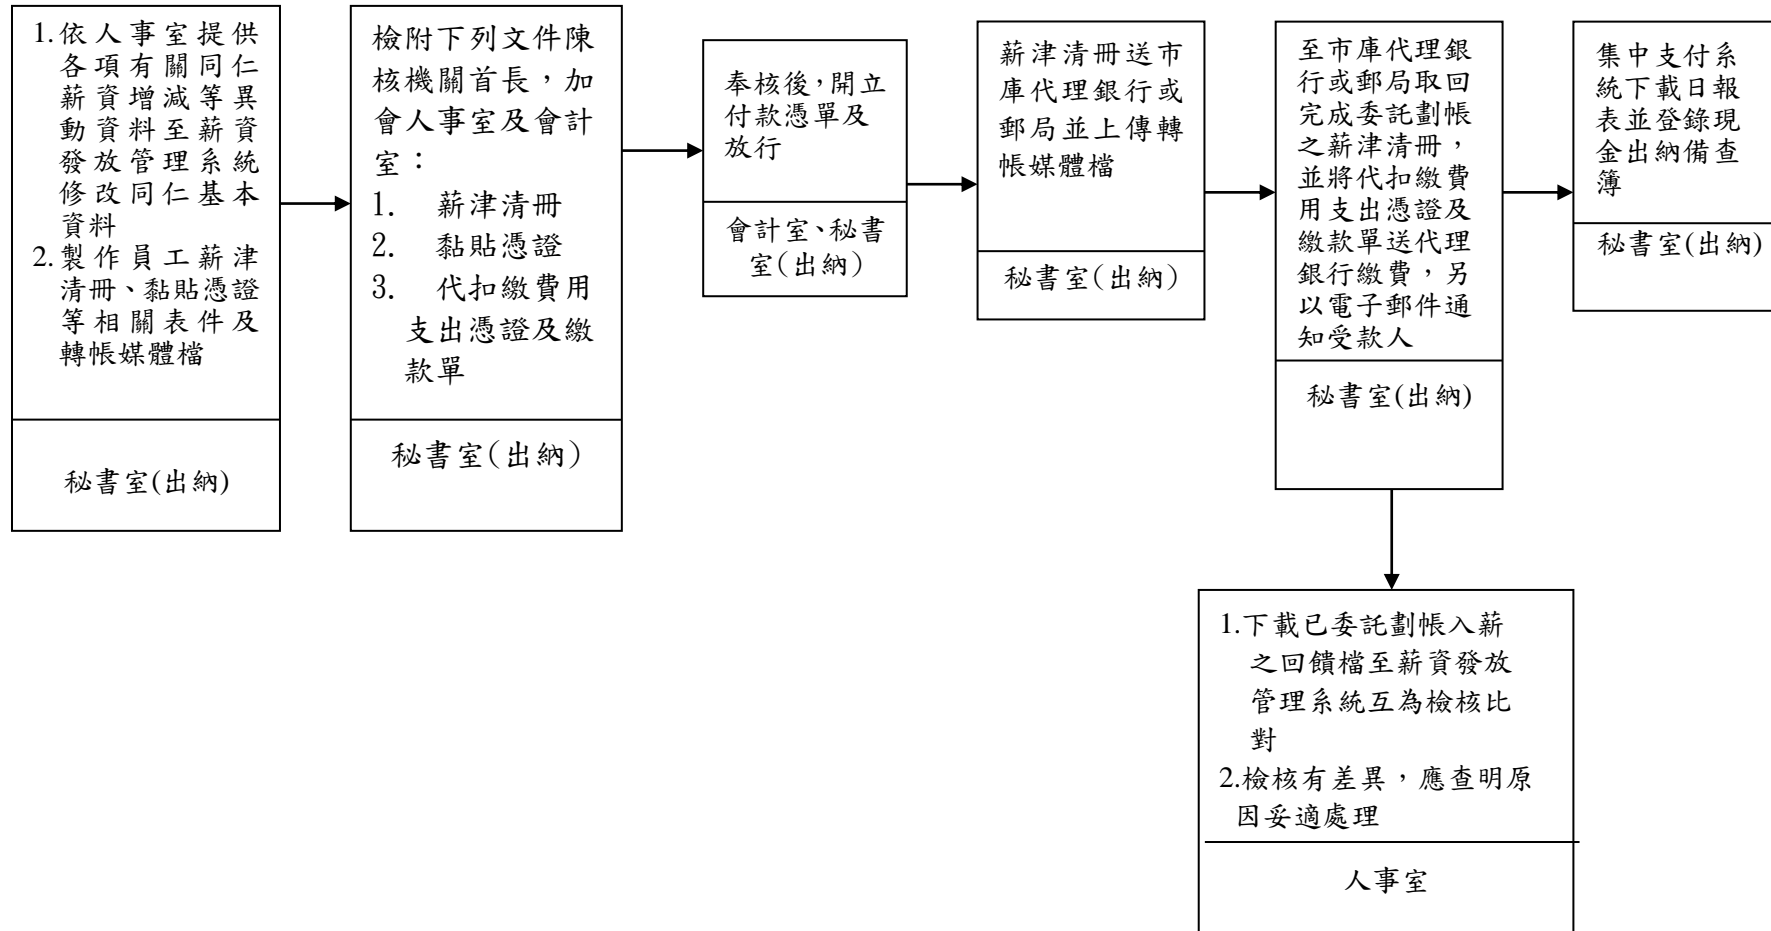 1.依人事室提供
各項有關同仁
薪資增減等異
動資料至薪資
發放管理系統
修改同仁基本
資料
2.製作員工薪津
清冊、黏貼憑證
等相關表件及
轉帳媒體檔
秘書室(出納)
檢附下列文件陳
核機關首長，加
會人事室及會計
室：
1. 薪津清冊
2. 黏貼憑證
3. 代扣繳費用
支出憑證及繳
款單
秘書室(出納)
奉核後，開立
付款憑單及
放行
會計室、秘書
室(出納)
薪津清冊送市
庫代理銀行或
郵局並上傳轉
帳媒體檔
秘書室(出納)
至市庫代理銀
行或郵局取回
完成委託劃帳
之薪津清冊，
並將代扣繳費
用支出憑證及
繳款單送代理
銀行繳費，另
以電子郵件通
知受款人
秘書室(出納)
集中支付系
統下載日報
表並登錄現
金出納備查
簿
秘書室(出納)
1.下載已委託劃帳入薪
之回饋檔至薪資發放
管理系統互為檢核比
對
2.檢核有差異，應查明原
因妥適處理
人事室